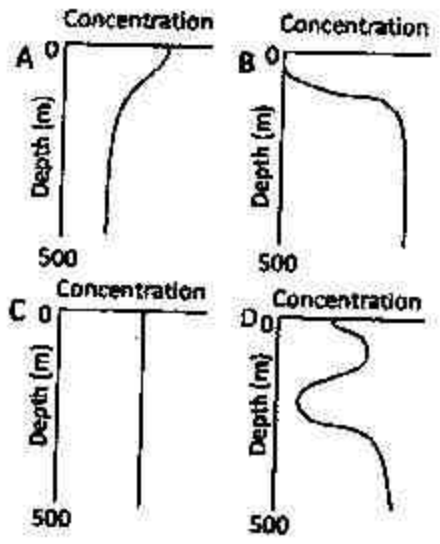 Concentration
A
0
Depth (m)
500
Concentration
B
0
Depth (m)
500
Concentration
C
0
Depth (m)
500
Concentration
D
0
Depth (m)
500